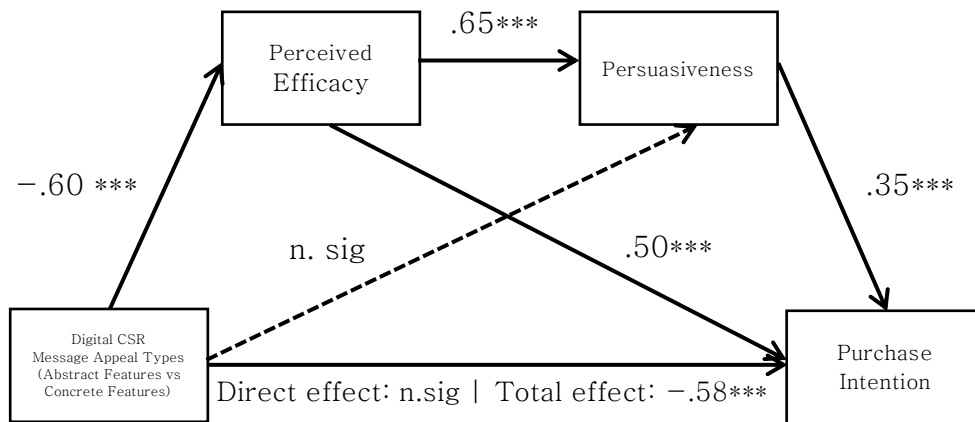 .65***
Perceived
Efficacy
Persuasiveness
-.60 ***
.35***
n. sig
.50***
Digital CSR
Message Appeal Types
(Abstract Features vs
Concrete Features)
Purchase
Intention
Direct effect: n.sig | Total effect: -.58***